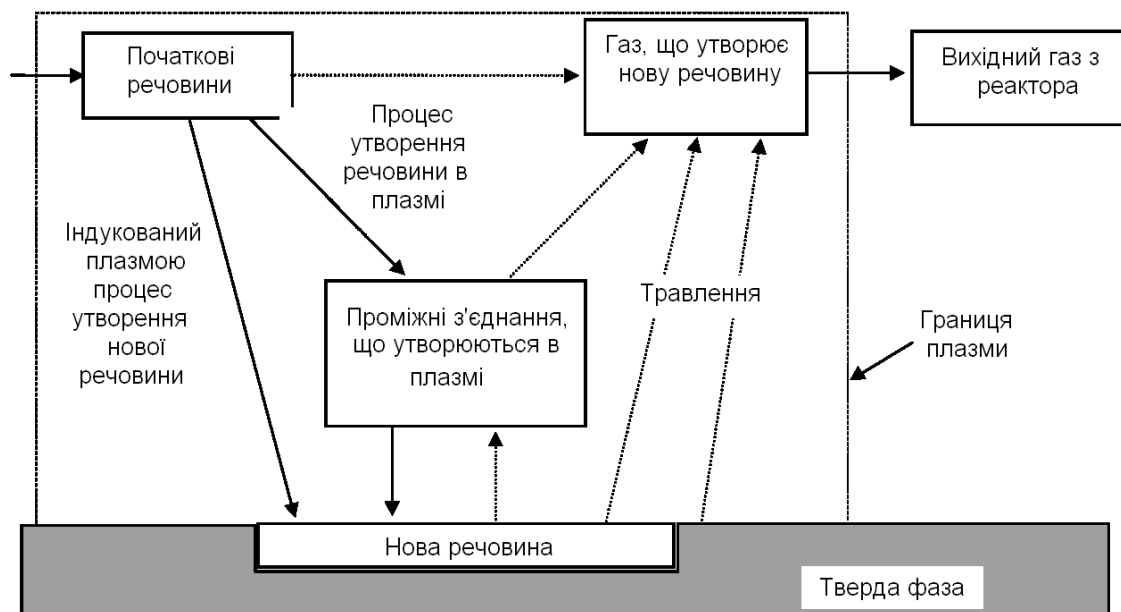 Початкові
речовини
Газ, що утворює
нову речовину
Вихідний газ з
реактора
Процес
утворення
речовини в
плазмі
Індукований
плазмою
процес
утворення
нової
речовини
Проміжні з'єднання,
що утворюються в
плазмі
Травлення
Границя
плазми
Нова речовина
Тверда фаза